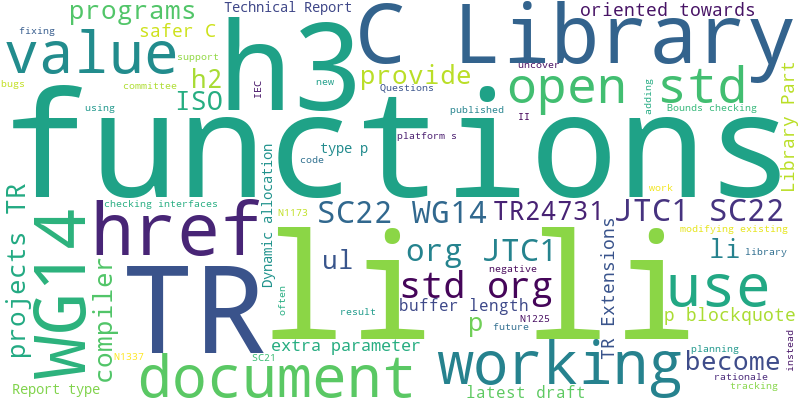 programs
Technical Report
oriented towards
fixing
safer C
C Library
value
h3
support
h2
bugs
committee
ISO
IEC
new
provide
Questions
uncover
open std
adding
Bounds checking
Library Part
using
published
II
functions
platform s
type p
code
work
projects TR
WG14
checking interfaces
Dynamic allocation
N1173
SC22 WG14
TR24731
JTC1 SC22
modifying existing
href
org JTC1
li
library
ul
negative
TR Extensions
TR
li li
std org
use
compiler
often
buffer length
result
p
N1225
future
p blockquote
instead
extra parameter
N1337
SC21
working
planning
become
document
rationale
Report type
latest draft
tracking